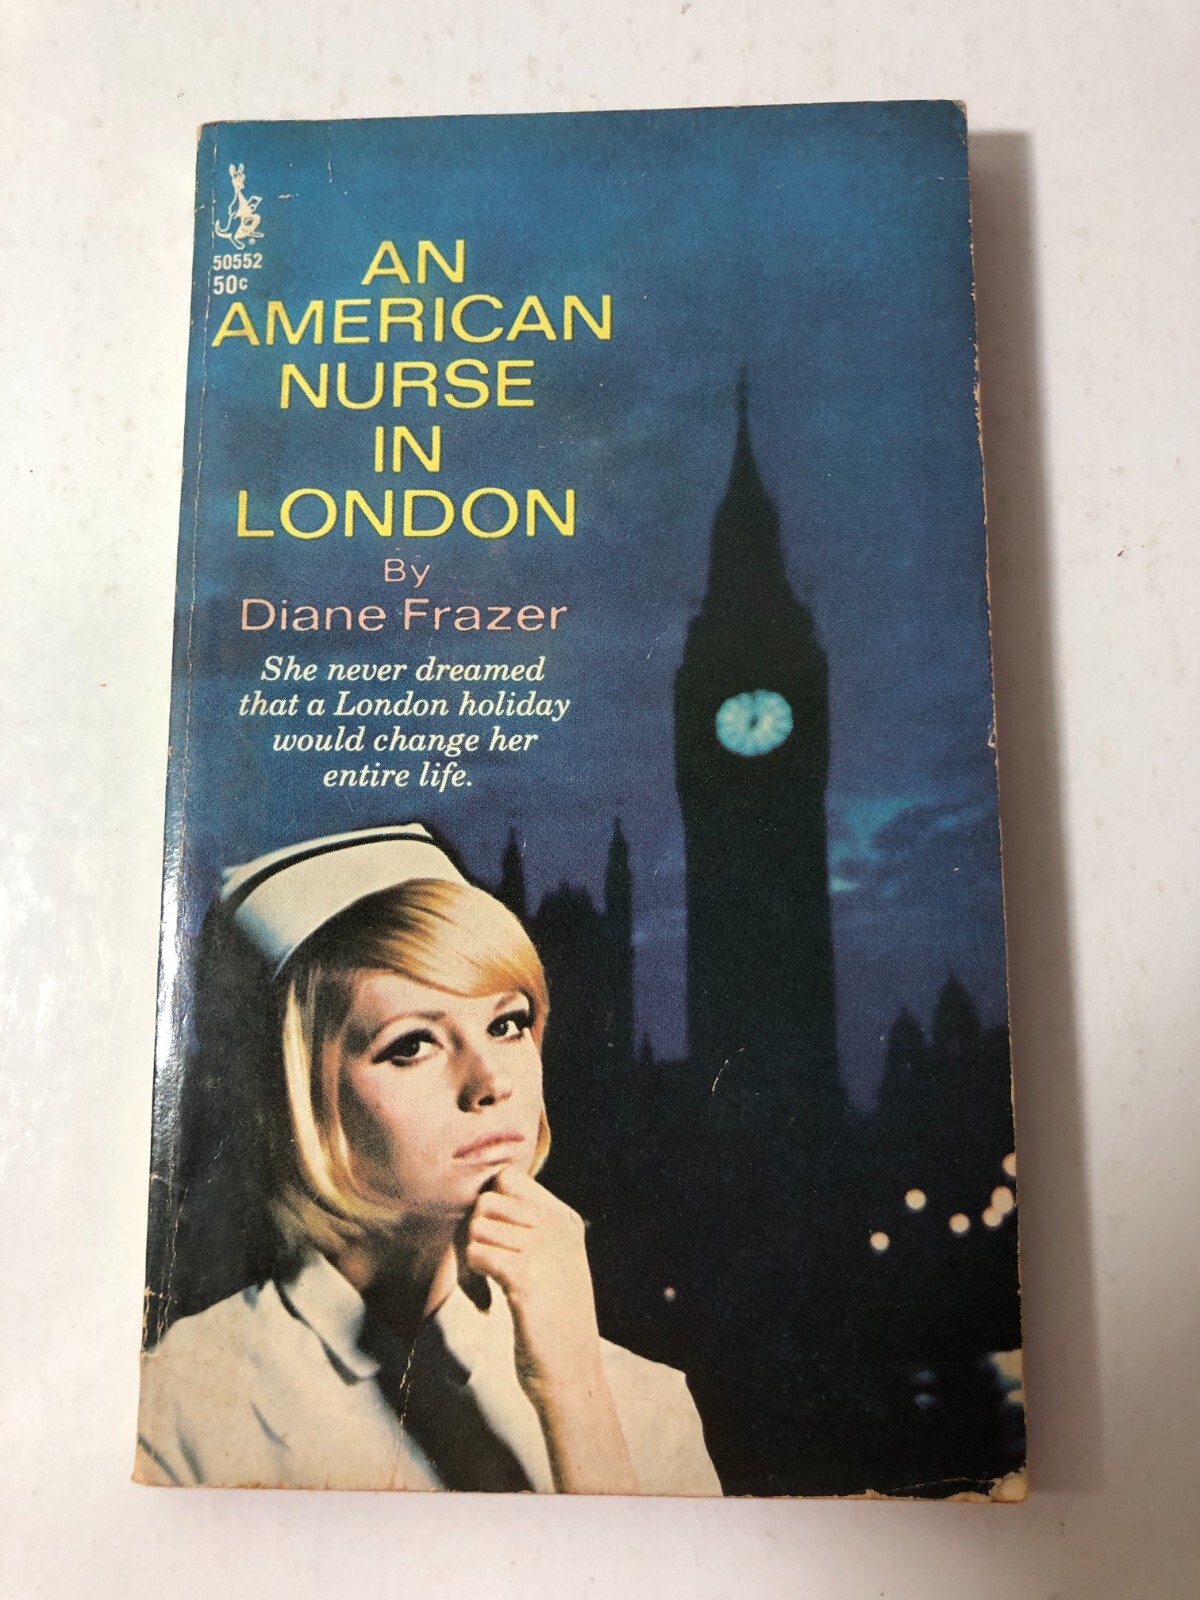 50552
50c
AN
AMERICAN
NURSE
IN
LONDON
By
Diane Frazer
She never dreamed
that a London holiday
would change her
entire life.